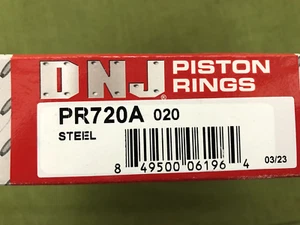 DNJ® PISTON
RINGS
PR720A 020
STEEL
8 49500 06196 4
03/23